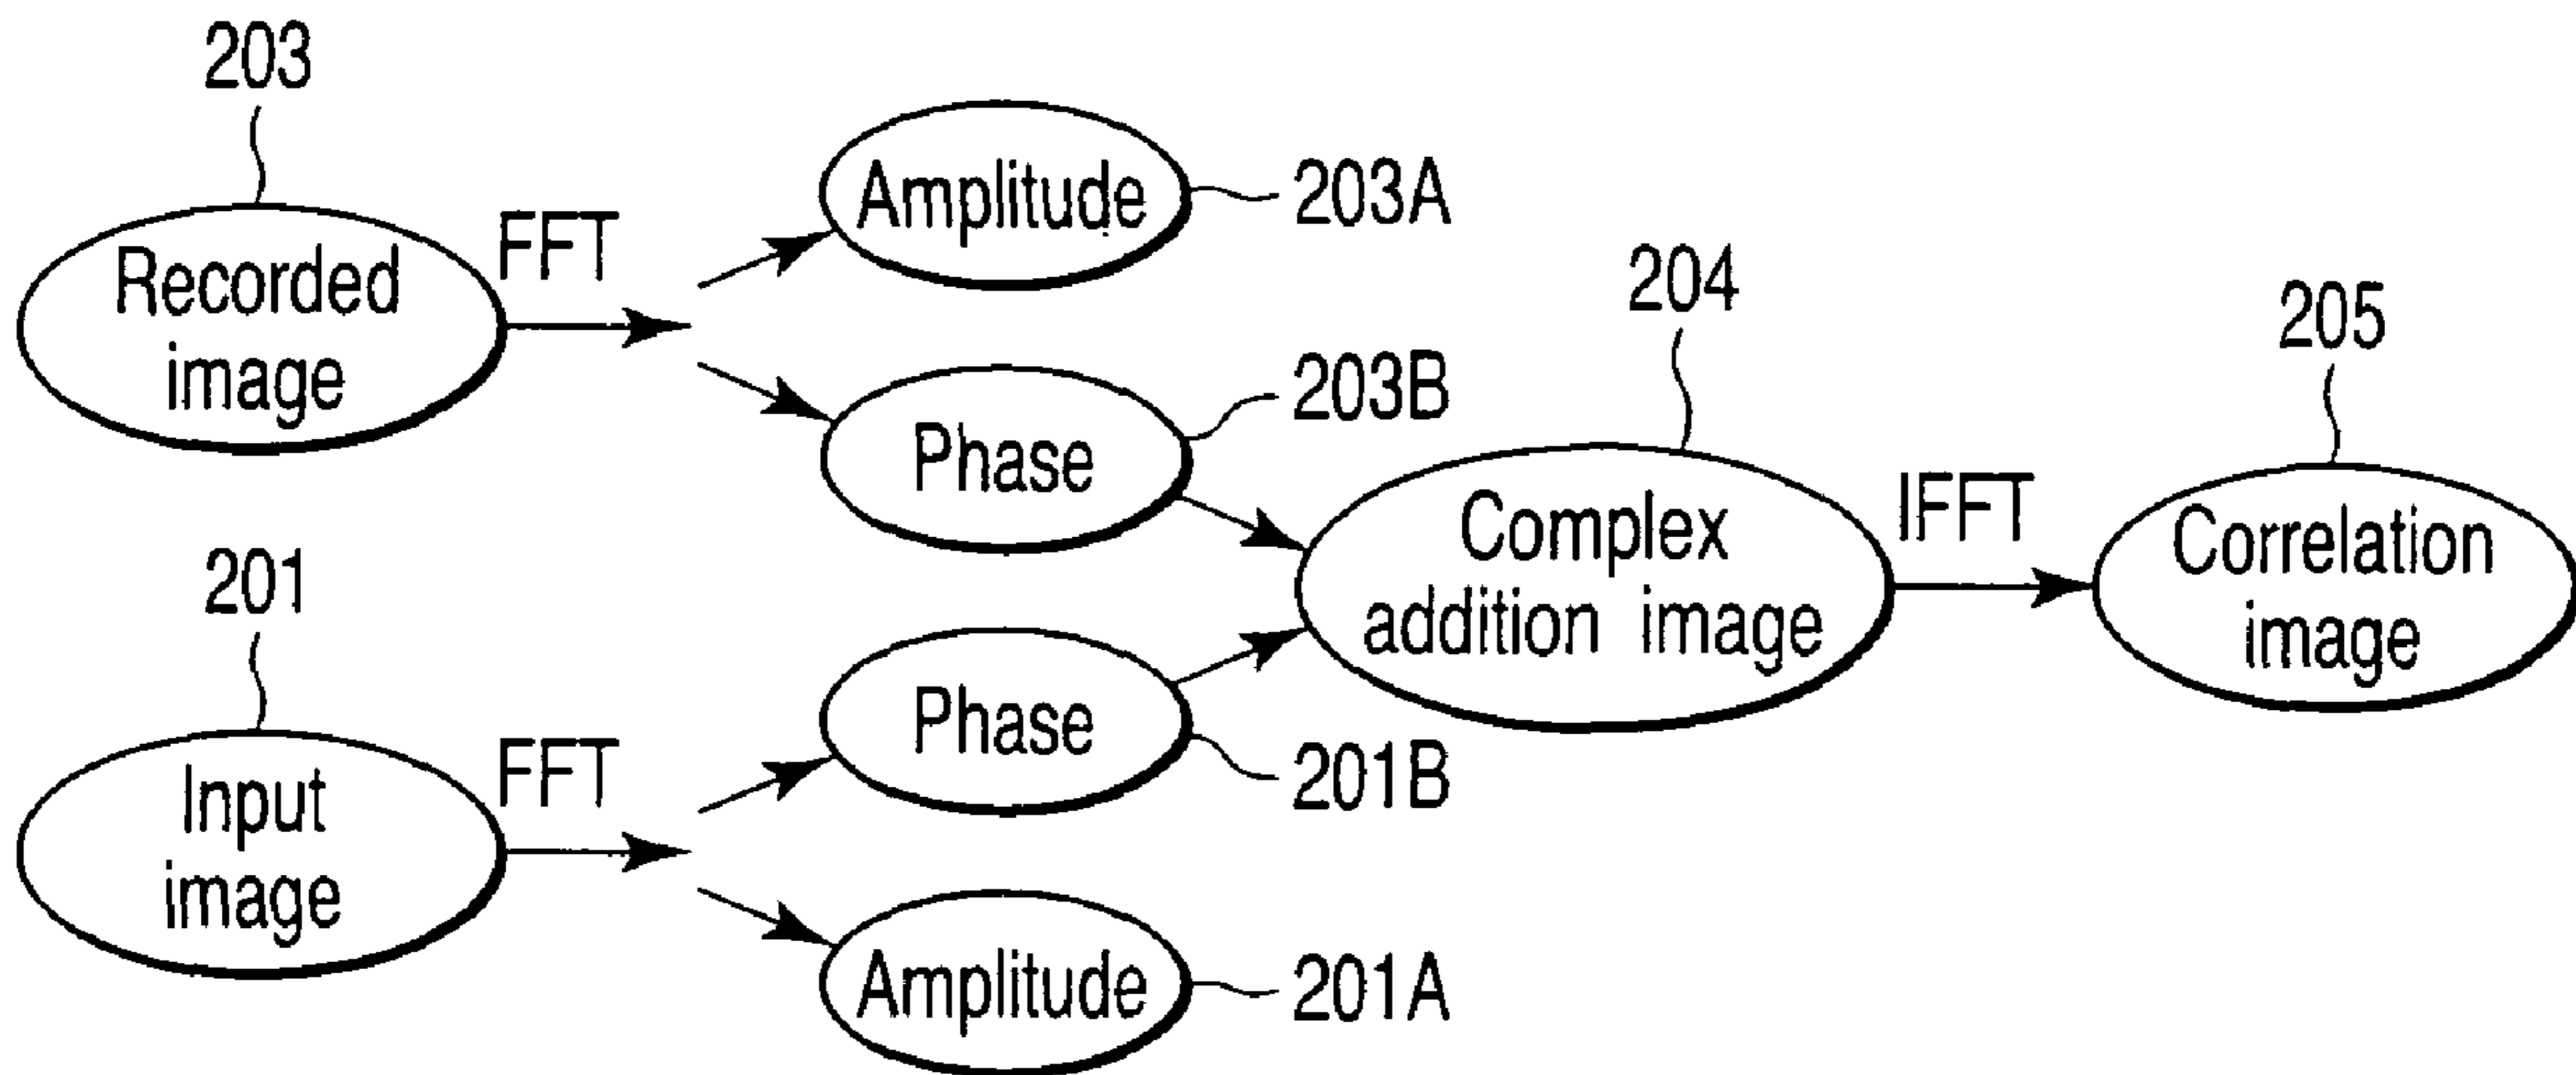 203
Recorded
image
FFT
Amplitude
203A
Phase
203B
201
Input
image
FFT
Phase
201B
Amplitude
201A
204
Complex
addition image
IFFT
205
Correlation
image